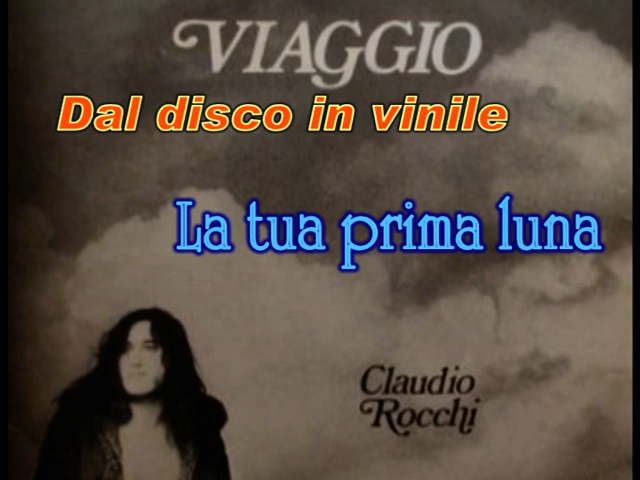 VIAGGIO
Dal disco in vinile
La tua prima luna
Claudio
Rocchi